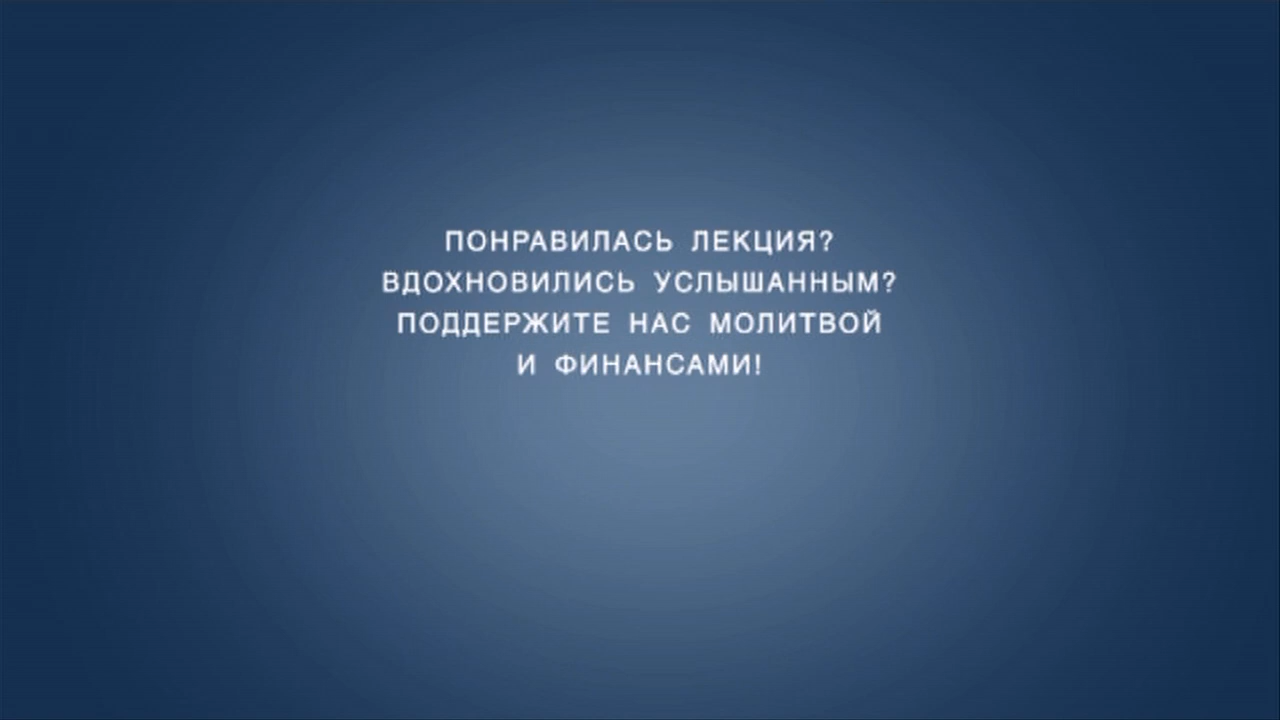 ПОНРАВИЛАСЬ ЛЕКЦИЯ?
ВДОХНОВИЛИСЬ УСЛЫШАННЫМ?
ПОДДЕРЖИТЕ НАС МОЛИТВОЙ
И ФИНАНСАМИ!